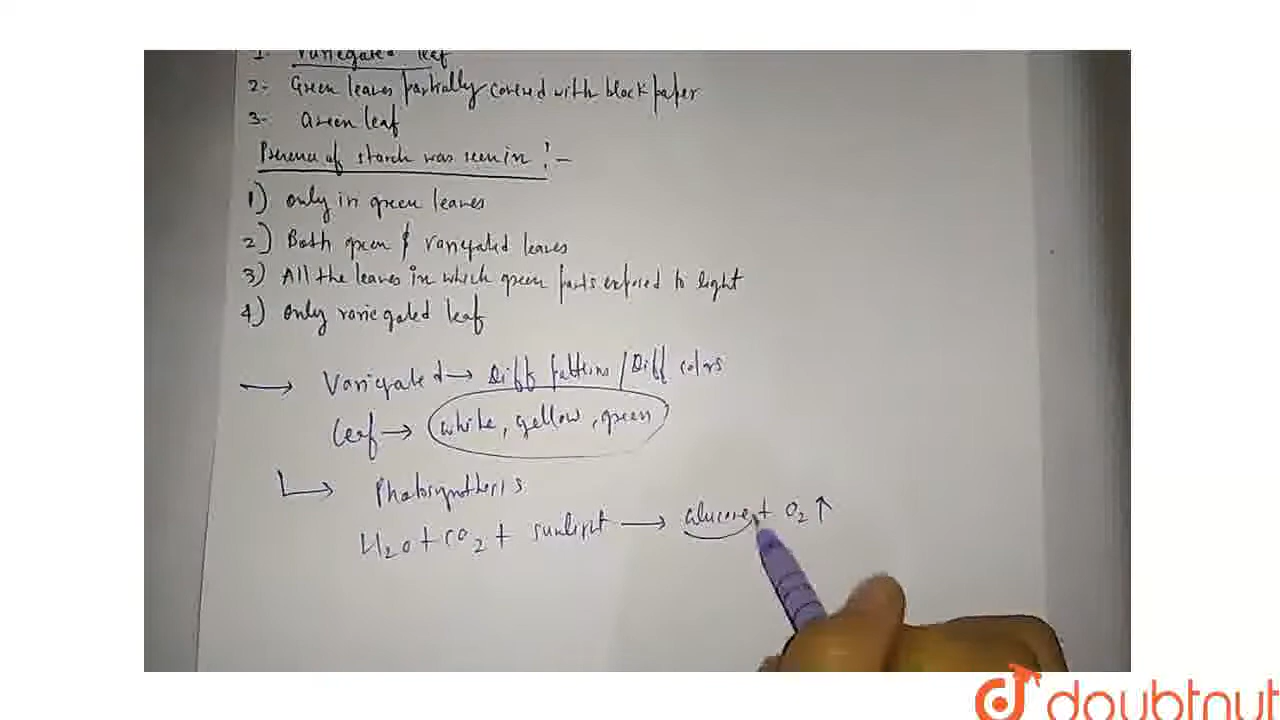 1. Variegated leaf
2. Green leaves partially covered with black paper
3. Green leaf
Presence of starch was seen in :-
1) only in green leaves
2) Both green & variegated leaves
3) All the leaves in which green parts exposed to light
4) only variegated leaf
→ Variegated → Diff patterns / Diff colors
leaf → white, yellow, green
Photosynthesis
H2O + CO2 + sunlight → Glucose + O2 ↑
doubtnut